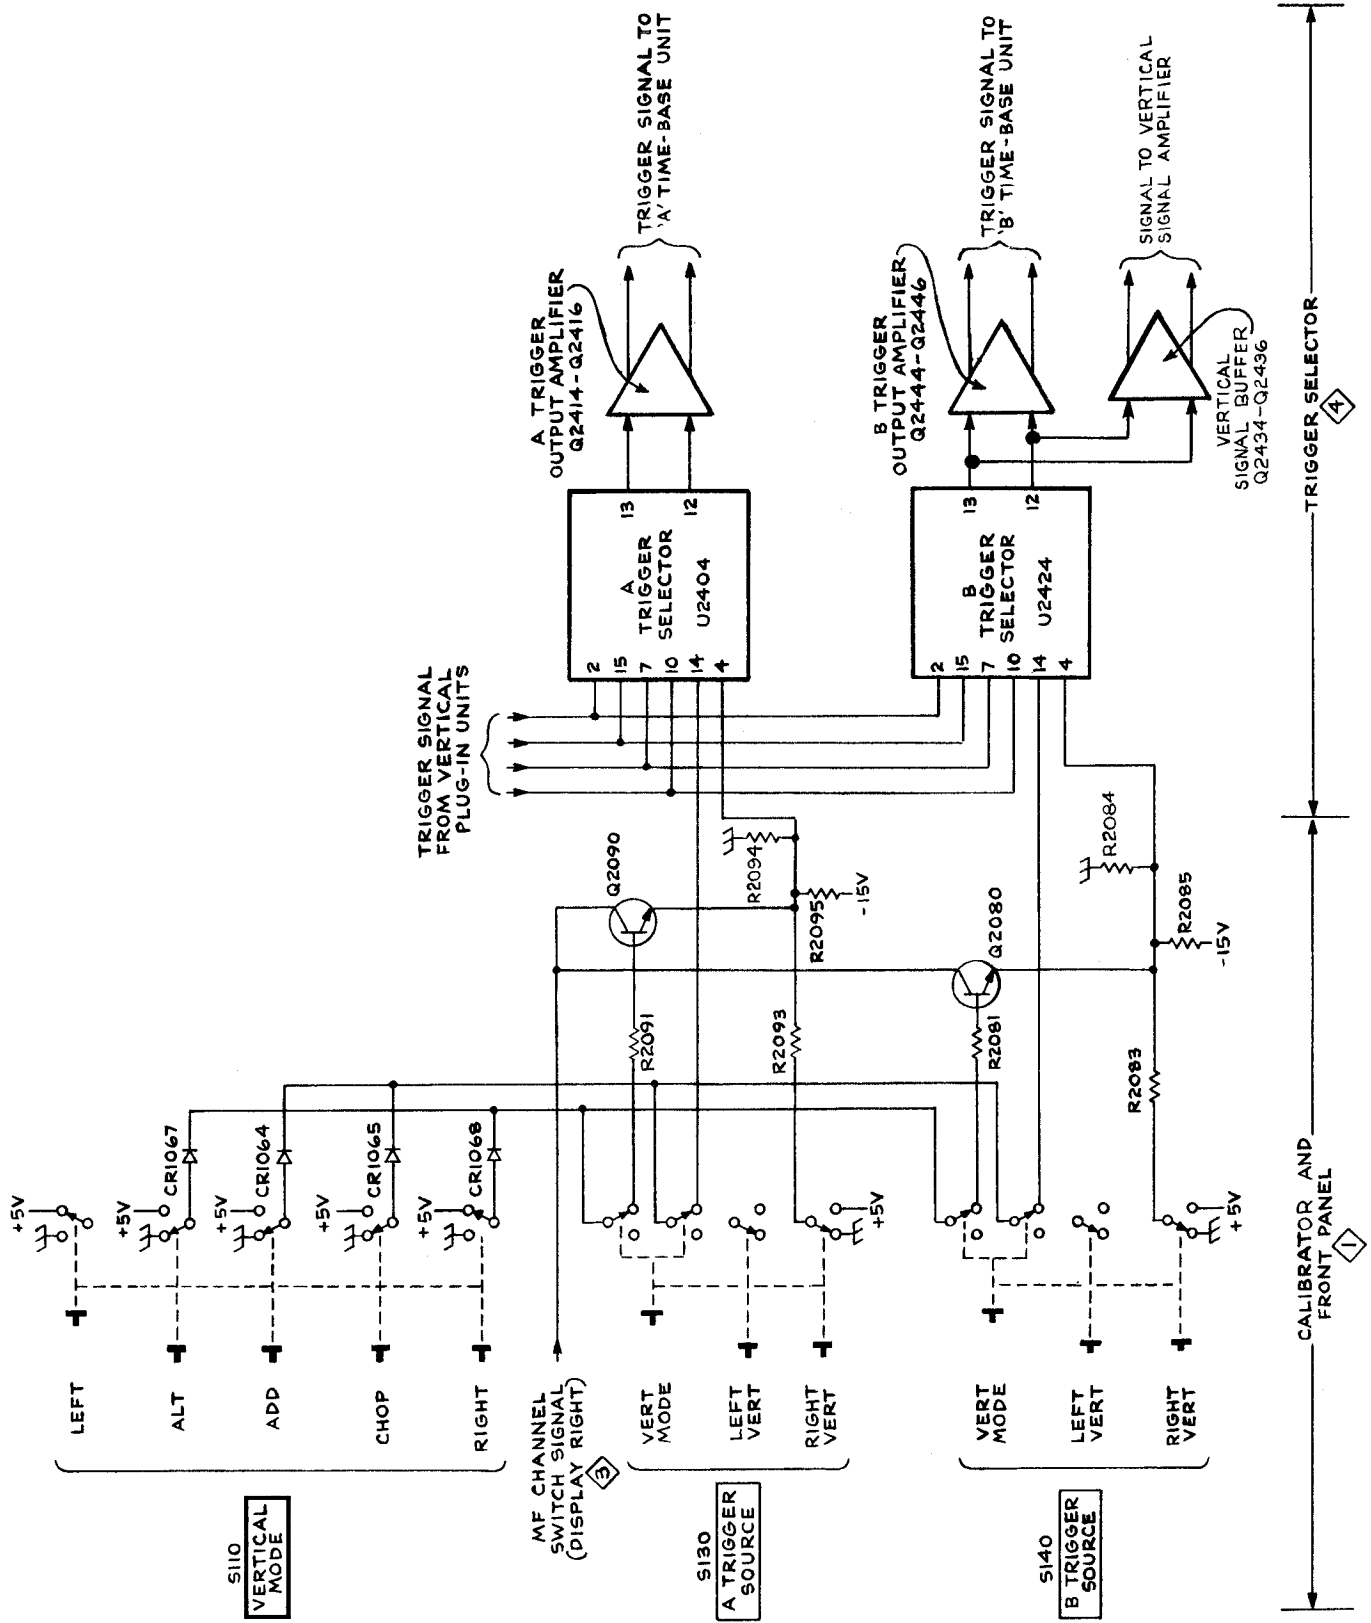 S110
VERTICAL
MODE
LEFT
+5V
ALT
+5V
CR1067
ADD
+5V
CR1064
CHOP
+5V
CR1065
RIGHT
+5V
CR1068
MF CHANNEL
SWITCH SIGNAL
(DISPLAY RIGHT)
3
S130
A TRIGGER
SOURCE
VERT
MODE
LEFT
VERT
RIGHT
VERT
+5V
R2091
Q2090
R2093
R2094
R2095
-15V
S140
B TRIGGER
SOURCE
VERT
MODE
LEFT
VERT
RIGHT
VERT
+5V
R2081
Q2080
R2083
R2084
R2085
-15V
TRIGGER SIGNAL
FROM VERTICAL
PLUG-IN UNITS
2
15
7
10
14
4
A
TRIGGER
SELECTOR
U2404
13
12
A TRIGGER
OUTPUT AMPLIFIER
Q2414-Q2416
TRIGGER SIGNAL TO
'A' TIME-BASE UNIT
2
15
7
10
14
4
B
TRIGGER
SELECTOR
U2424
13
12
B TRIGGER
OUTPUT AMPLIFIER
Q2444-Q2446
TRIGGER SIGNAL TO
'B' TIME-BASE UNIT
VERTICAL
SIGNAL BUFFER
Q2434-Q2436
SIGNAL TO VERTICAL
SIGNAL AMPLIFIER
CALIBRATOR AND
FRONT PANEL
1
TRIGGER SELECTOR
4